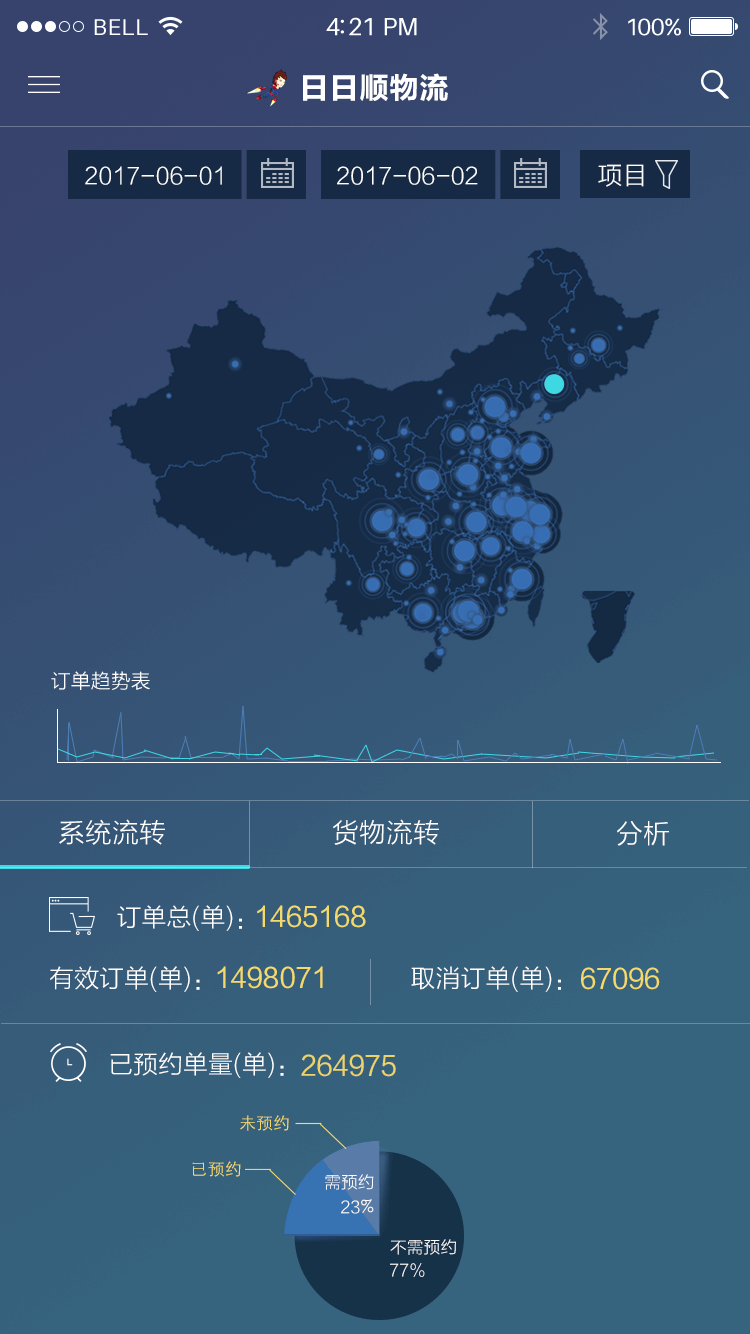 BELL 4:21 PM 100%
日日顺物流
2017-06-01 2017-06-02 项目
订单趋势表
系统流转 货物流转 分析
订单总(单)：1465168
有效订单(单)：1498071 取消订单(单)：67096
已预约单量(单)：264975
未预约
已预约
需预约
23%
不需预约
77%